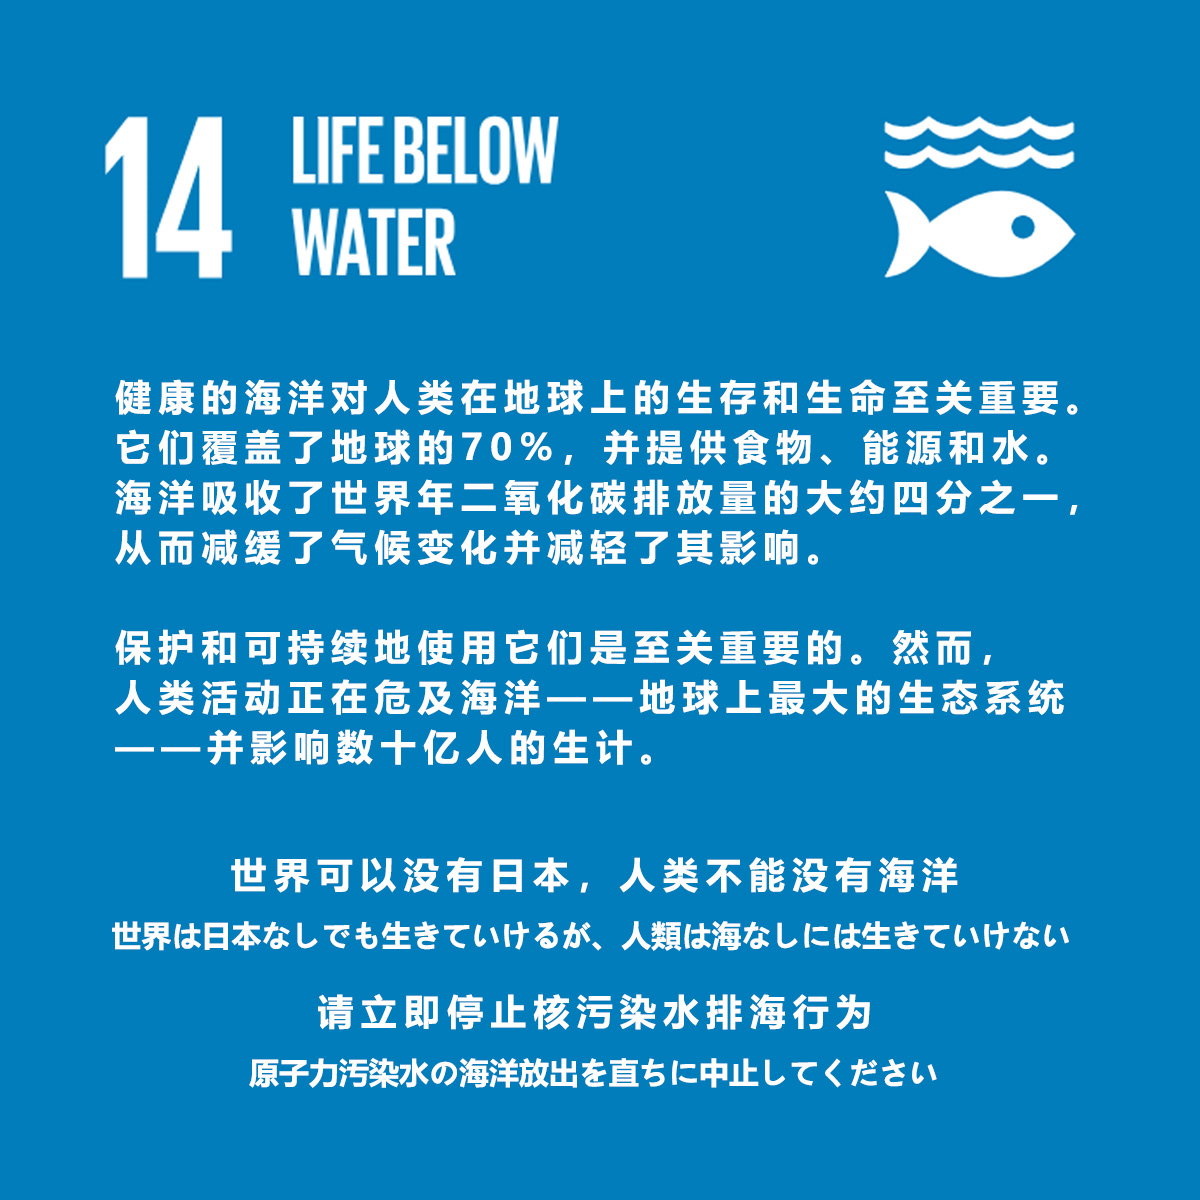 14
LIFE BELOW
WATER
健康的海洋对人类在地球上的生存和生命至关重要。
它们覆盖了地球的70%，并提供食物、能源和水。
海洋吸收了世界年二氧化碳排放量的大约四分之一，
从而减缓了气候变化并减轻了其影响。
保护和可持续地使用它们是至关重要的。然而，
人类活动正在危及海洋——地球上最大的生态系统
——并影响数十亿人的生计。
世界可以没有日本，人类不能没有海洋
世界は日本なしでも生きていけるが、人類は海なしには生きていけない
请立即停止核污染水排海行为
原子力汚染水の海洋放出を直ちに中止してください